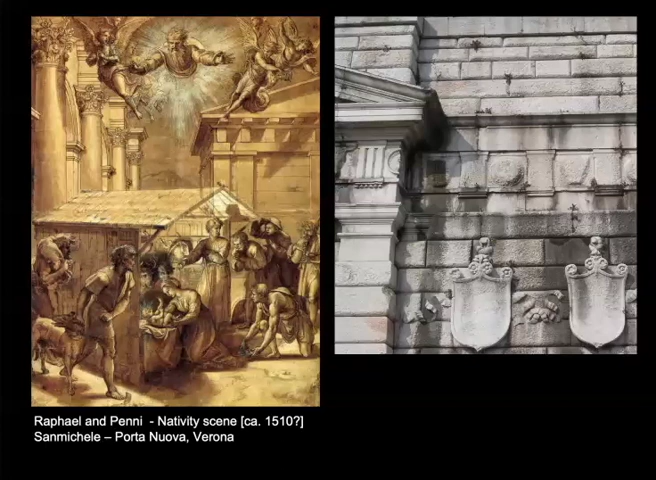 Raphael and Penni  - Nativity scene [ca. 1510?]
Sanmichele – Porta Nuova, Verona